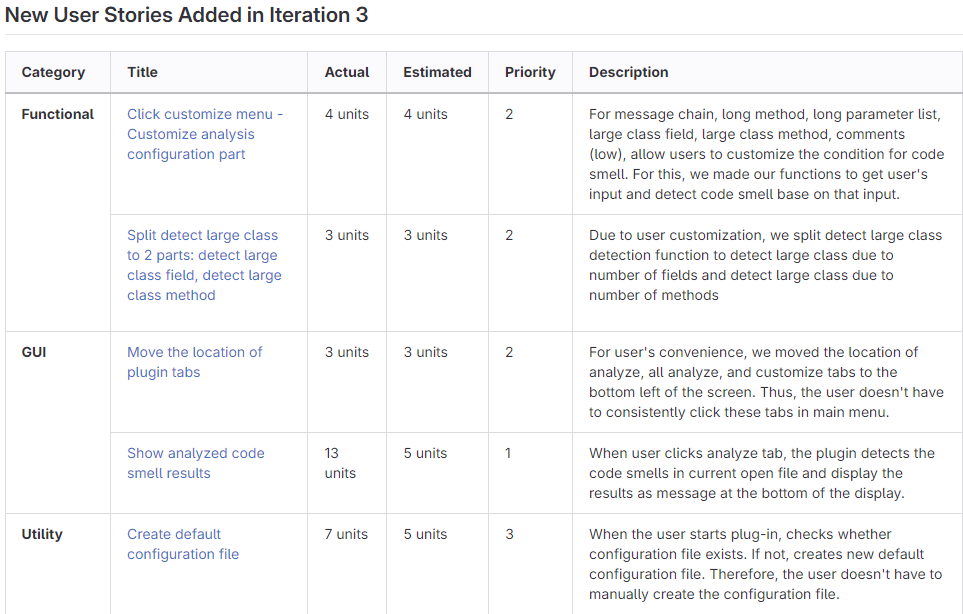 New User Stories Added in Iteration 3
Category Title Actual Estimated Priority Description
Functional
Click customize menu -
Customize analysis
configuration part
4 units
4 units
2
For message chain, long method, long parameter list,
large class field, large class method, comments
(low), allow users to customize the condition for code
smell. For this, we made our functions to get user's
input and detect code smell base on that input.
Split detect large class
to 2 parts: detect large
class field, detect large
class method
3 units
3 units
2
Due to user customization, we split detect large class
detection function to detect large class due to
number of fields and detect large class due to
number of methods
GUI
Move the location of
plugin tabs
3 units
3 units
2
For user's convenience, we moved the location of
analyze, all analyze, and customize tabs to the
bottom left of the screen. Thus, the user doesn't have
to consistently click these tabs in main menu.
Show analyzed code
smell results
13
units
5 units
1
When user clicks analyze tab, the plugin detects the
code smells in current open file and display the
results as message at the bottom of the display.
Utility
Create default
configuration file
7 units
5 units
3
When the user starts plug-in, checks whether
configuration file exists. If not, creates new default
configuration file. Therefore, the user doesn't have to
manually create the configuration file.